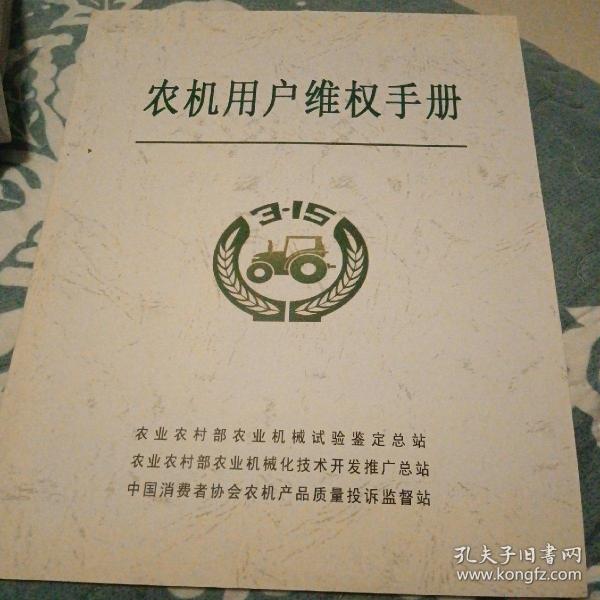 农机用户维权手册
3·15
农业农村部农业机械试验鉴定总站
农业农村部农业机械化技术开发推广总站
中国消费者协会农机产品质量投诉监督站
孔夫子旧书网
www.kongfz.com